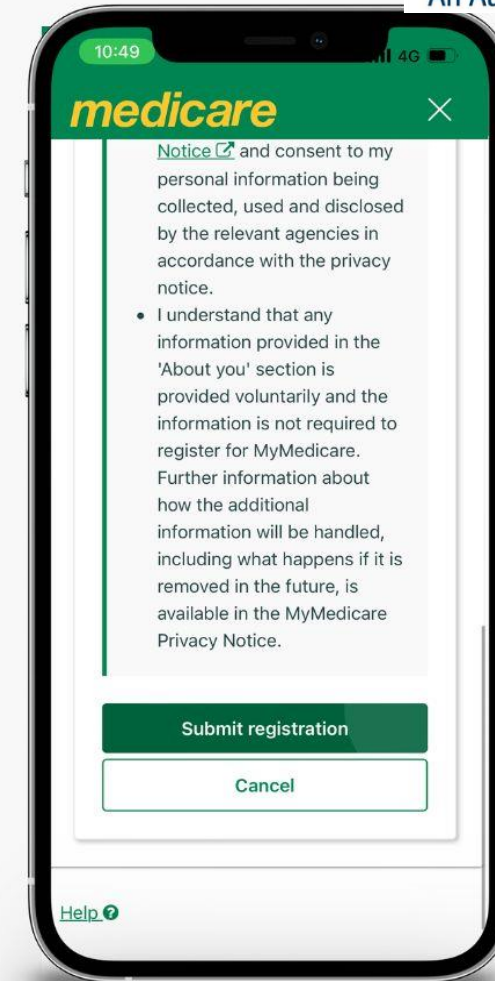 10:49
4G
medicare
Notice and consent to my
personal information being
collected, used and disclosed
by the relevant agencies in
accordance with the privacy
notice.
• I understand that any
information provided in the
'About you' section is
provided voluntarily and the
information is not required to
register for MyMedicare.
Further information about
how the additional
information will be handled,
including what happens if it is
removed in the future, is
available in the MyMedicare
Privacy Notice.
Submit registration
Cancel
Help